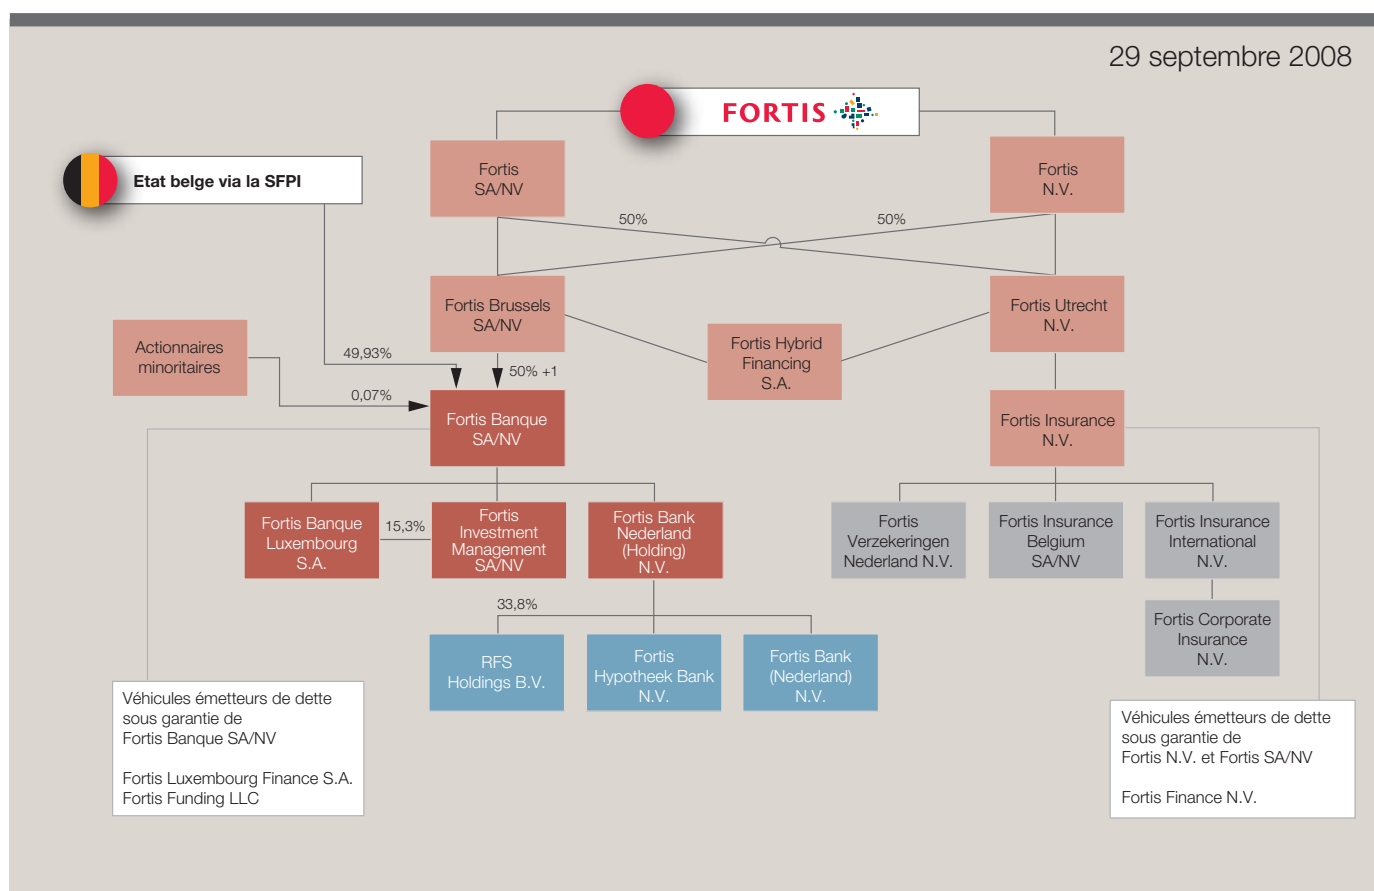 29 septembre 2008
FORTIS
Etat belge via la SFPI
Fortis
SA/NV
Fortis
N.V.
50%
50%
Fortis Brussels
SA/NV
Fortis Utrecht
N.V.
Fortis Hybrid
Financing
S.A.
Actionnaires
minoritaires
49,93%
50% +1
0,07%
Fortis Banque
SA/NV
Fortis Insurance
N.V.
Fortis Banque
Luxembourg
S.A.
15,3%
Fortis
Investment
Management
SA/NV
Fortis Bank
Nederland
(Holding)
N.V.
Fortis
Verzekeringen
Nederland N.V.
Fortis Insurance
Belgium
SA/NV
Fortis Insurance
International
N.V.
33,8%
RFS
Holdings B.V.
Fortis
Hypotheek Bank
N.V.
Fortis Bank
(Nederland)
N.V.
Fortis Corporate
Insurance
N.V.
Véhicules émetteurs de dette
sous garantie de
Fortis Banque SA/NV
Fortis Luxembourg Finance S.A.
Fortis Funding LLC
Véhicules émetteurs de dette
sous garantie de
Fortis N.V. et Fortis SA/NV
Fortis Finance N.V.